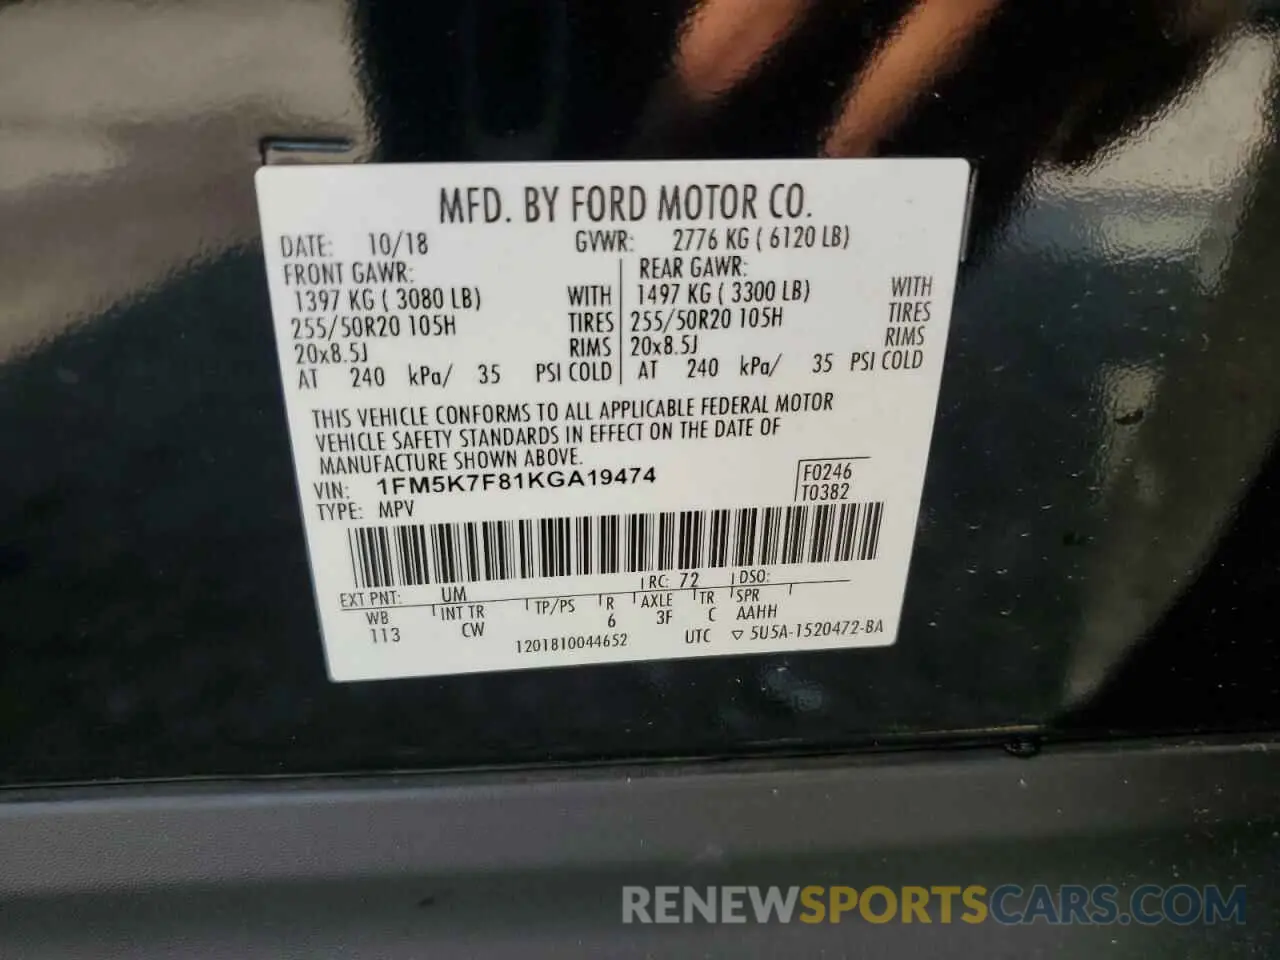 MFD. BY FORD MOTOR CO.
DATE: 10/18 GVWR: 2776 KG ( 6120 LB)
FRONT GAWR: REAR GAWR:
1397 KG ( 3080 LB) WITH 1497 KG ( 3300 LB) WITH
255/50R20 105H TIRES 255/50R20 105H TIRES
20x8.5J RIMS 20x8.5J RIMS
AT 240 kPa/ 35 PSI COLD AT 240 kPa/ 35 PSI COLD
THIS VEHICLE CONFORMS TO ALL APPLICABLE FEDERAL MOTOR
VEHICLE SAFETY STANDARDS IN EFFECT ON THE DATE OF
MANUFACTURE SHOWN ABOVE.
VIN: 1FM5K7F81KGA19474 F0246
TYPE: MPV T0382
EXT PNT: UM RC: 72 DSO:
WB INT TR TP/PS R AXLE TR SPR
113 CW 6 3F C AAHH
1201810044652 UTC ▽ 5U5A-1520472-BA
RENEWSPORTSCARS.COM